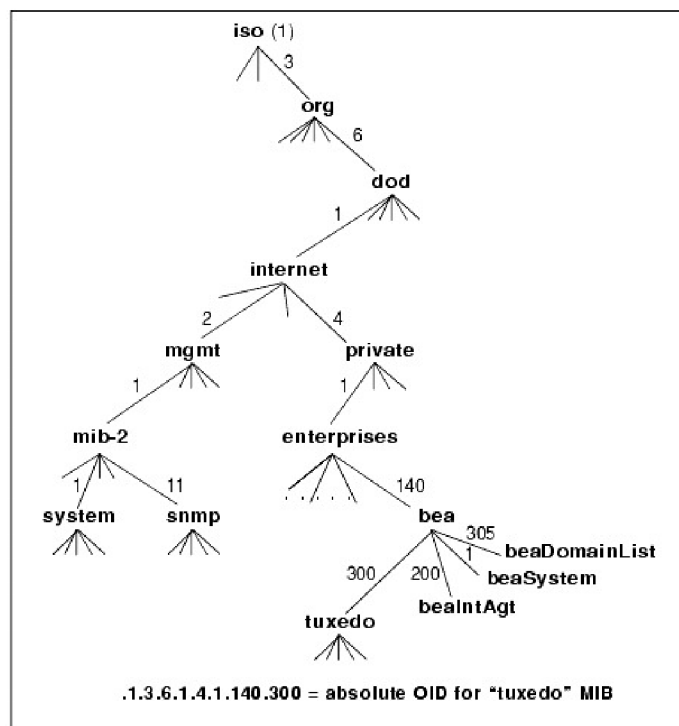 iso (1)
3
org
6
dod
1
internet
2 4
mgmt private
1 1
mib-2 enterprises
1 11 140
system snmp bea
305
beaDomainList
1
beaSystem
300 200
beaIntAgt
tuxedo
.1.3.6.1.4.1.140.300 = absolute OID for “tuxedo” MIB